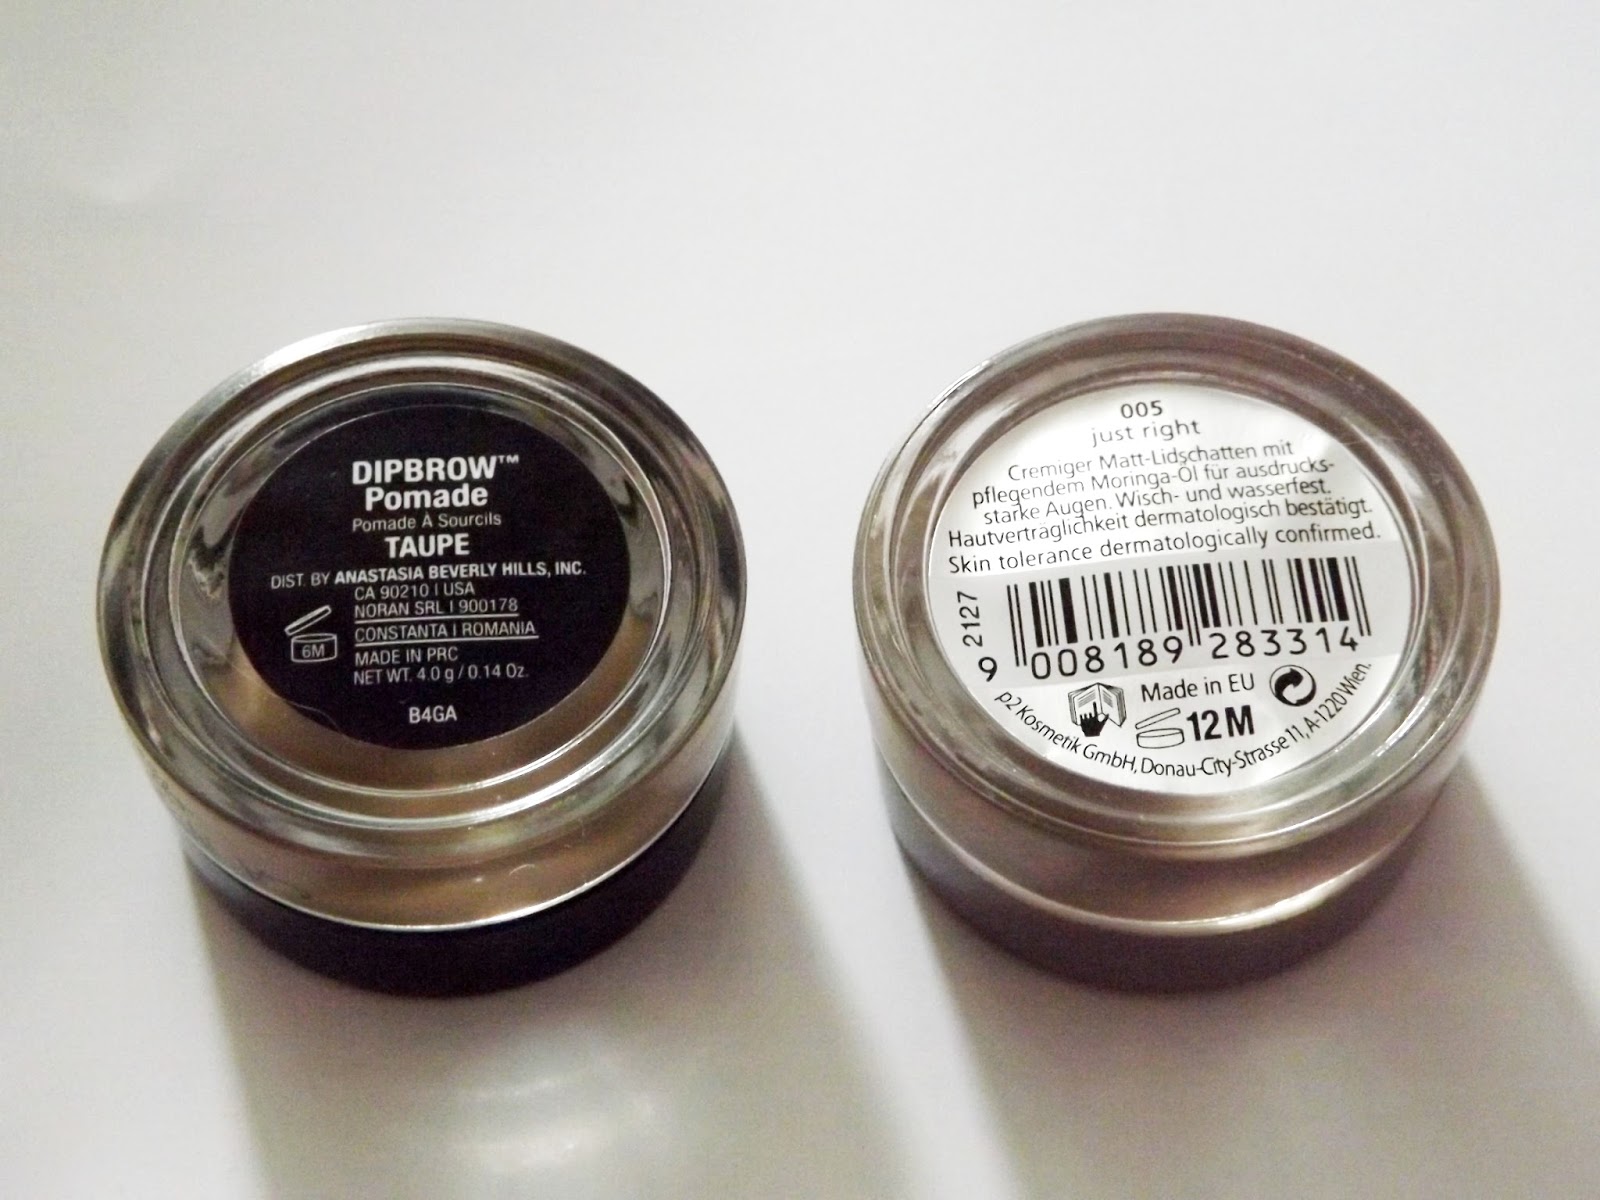 DIPBROW™
Pomade
Pomade À Sourcils
TAUPE
DIST. BY ANASTASIA BEVERLY HILLS, INC.
CA 90210 | USA
NORAN SRL | 900178
CONSTANTA | ROMANIA
6M
MADE IN PRC
NET WT. 4.0 g / 0.14 Oz.
B4GA
005
just right
Cremiger Matt-Lidschatten mit
pflegendem Moringa-Öl für ausdrucks-
starke Augen. Wisch- und wasserfest.
Hautverträglichkeit dermatologisch bestätigt.
Skin tolerance dermatologically confirmed.
9 2127
9 008189 283314
Made in EU
12 M
p2 Kosmetik GmbH, Donau-City-Strasse 11, A-1220 Wien.